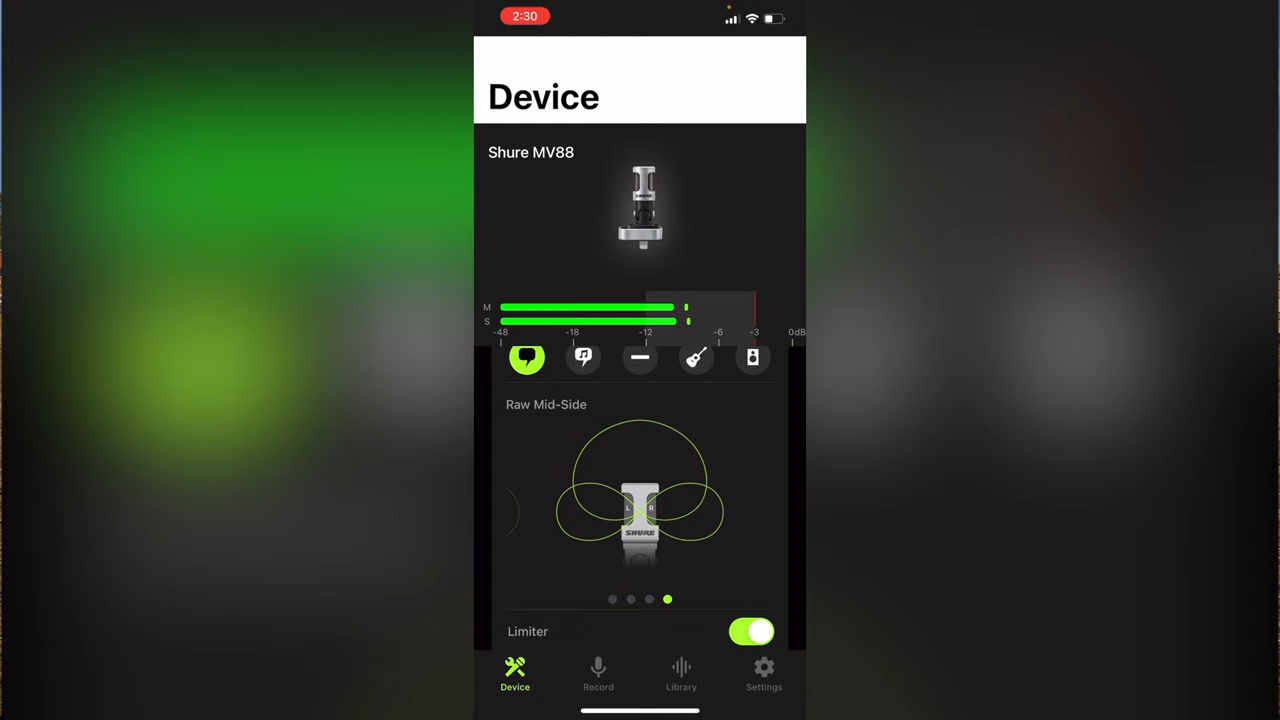 2:30
Device
Shure MV88
SHURE
M
S
-48 -18 -12 -6 -3 0dB
Raw Mid-Side
L R
SHURE
Limiter
Device Record Library Settings